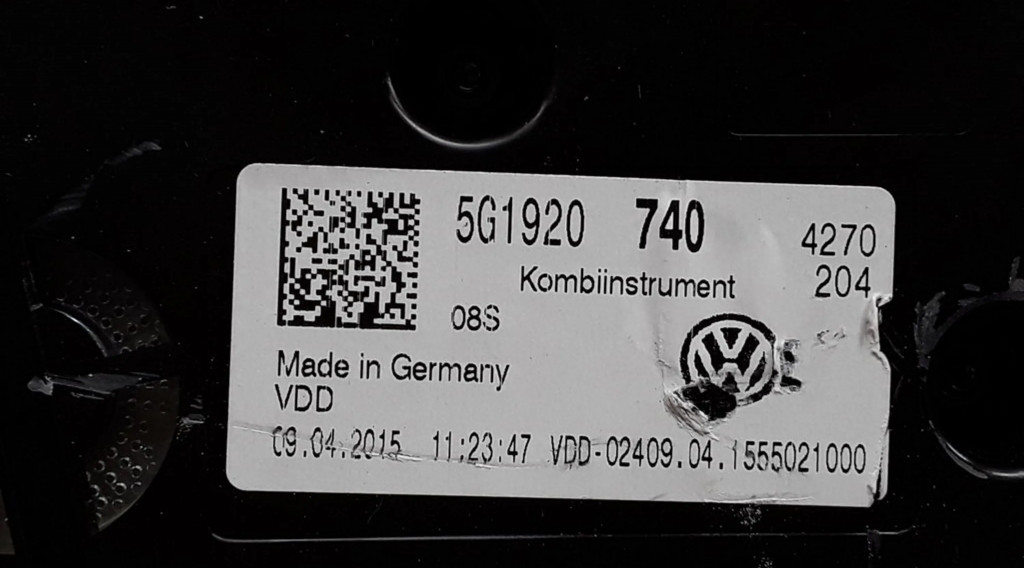 5G1920 740 4270
Kombiinstrument 204
08S
Made in Germany
VDD
09.04.2015 11:23:47 VDD-02409.04.1555021000